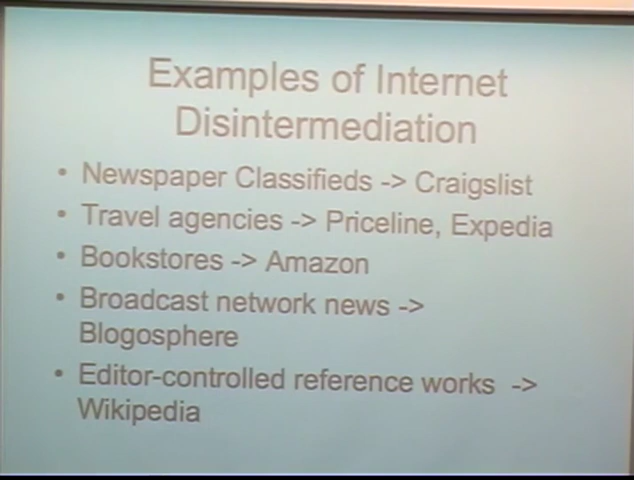 Examples of Internet
Disintermediation
• Newspaper Classifieds -> Craigslist
• Travel agencies -> Priceline, Expedia
• Bookstores -> Amazon
• Broadcast network news ->
Blogosphere
• Editor-controlled reference works ->
Wikipedia